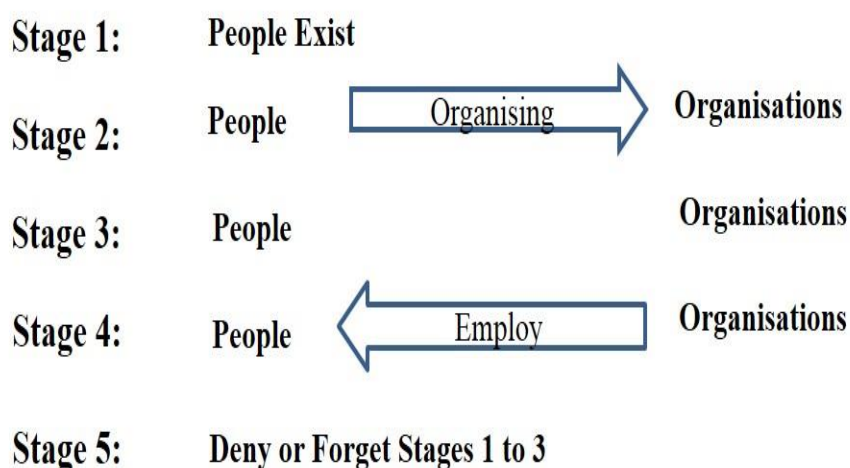 Stage 1: People Exist
Stage 2: People Organising Organisations
Stage 3: People Organisations
Stage 4: People Employ Organisations
Stage 5: Deny or Forget Stages 1 to 3